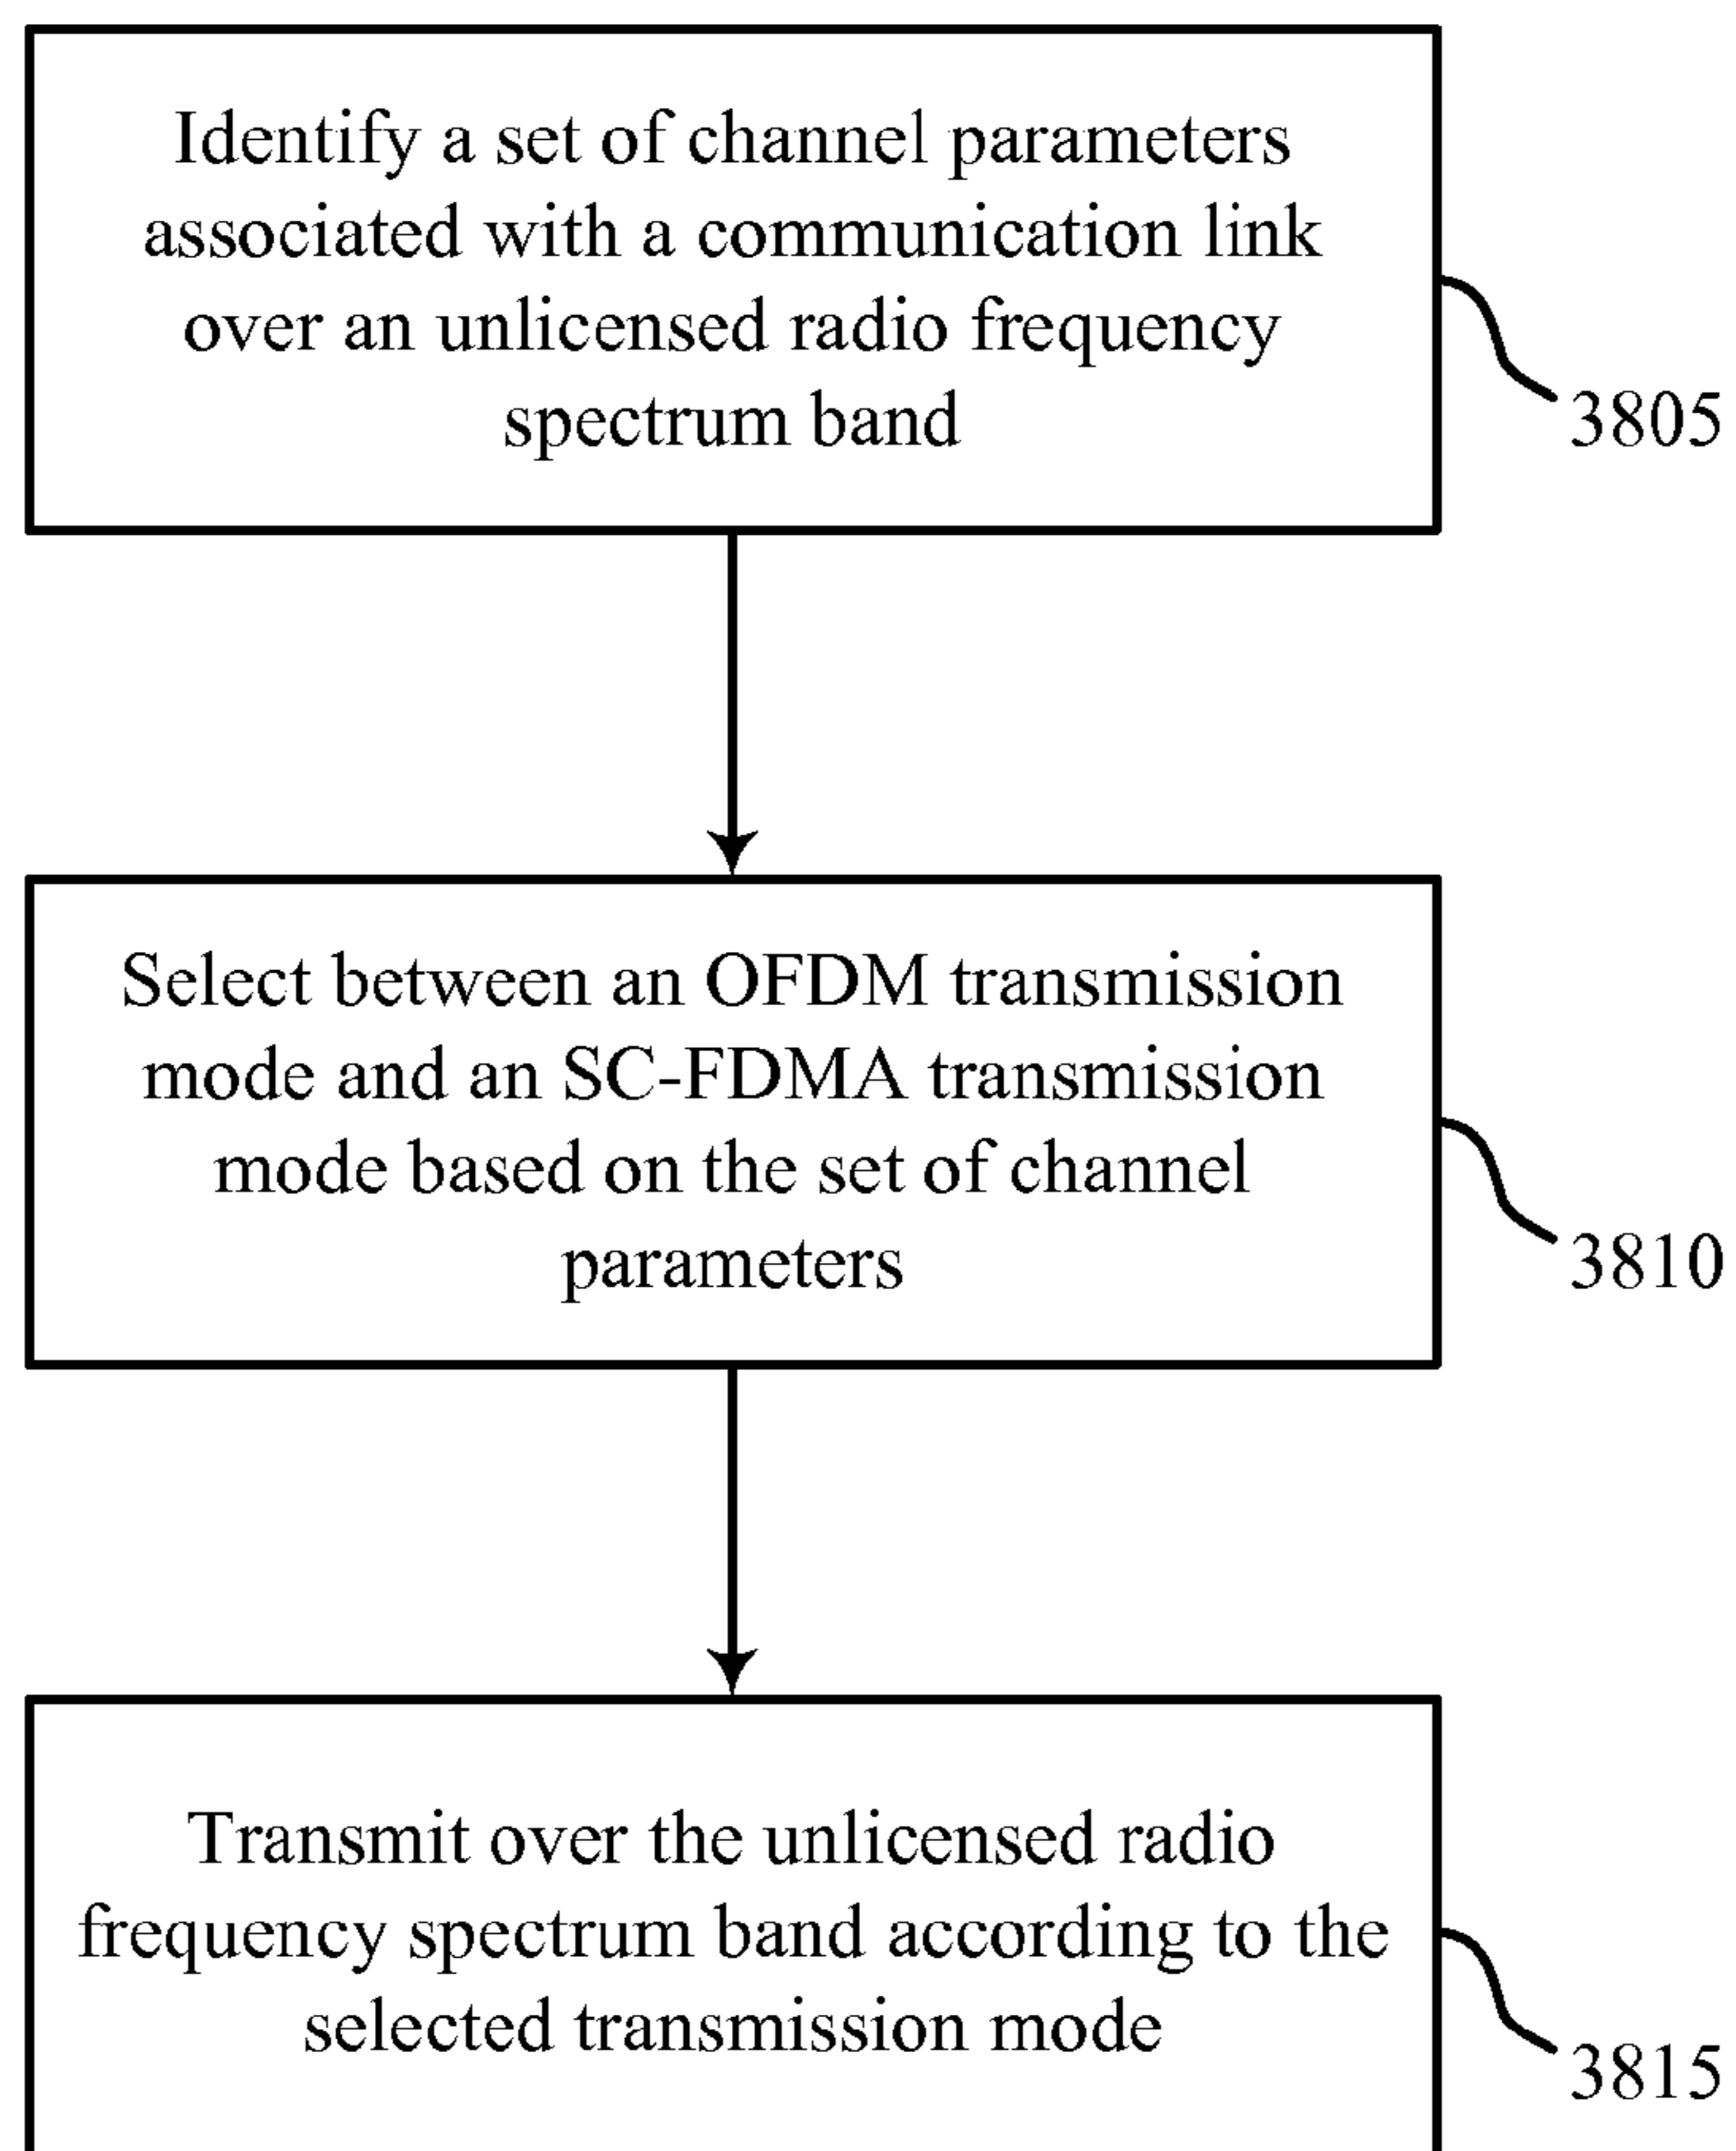 Identify a set of channel parameters
associated with a communication link
over an unlicensed radio frequency
spectrum band
3805
Select between an OFDM transmission
mode and an SC-FDMA transmission
mode based on the set of channel
parameters
3810
Transmit over the unlicensed radio
frequency spectrum band according to the
selected transmission mode
3815